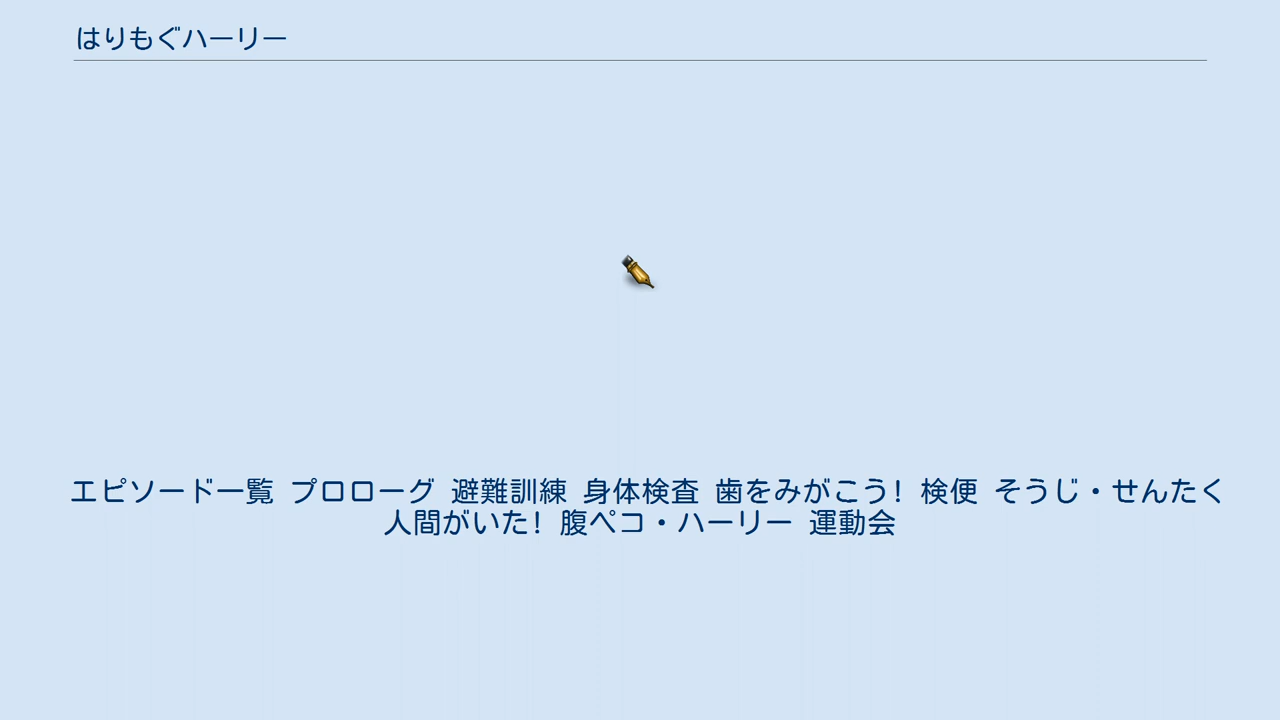 はりもぐハーリー
エピソード一覧 プロローグ 避難訓練 身体検査 歯をみがこう! 検便 そうじ・せんたく
人間がいた! 腹ペコ・ハーリー 運動会